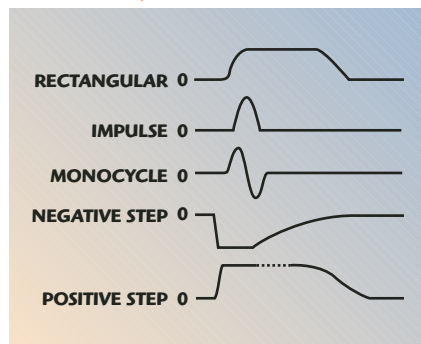 RECTANGULAR 0
IMPULSE 0
MONOCYCLE 0
NEGATIVE STEP 0
POSITIVE STEP 0